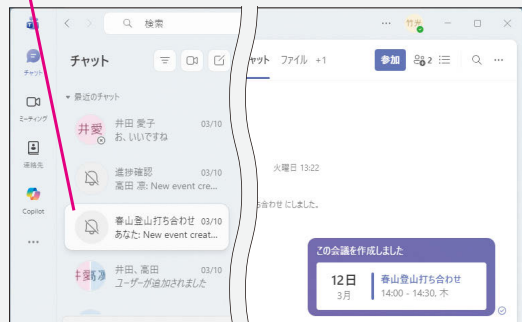 検索
竹光
チャット
ミーティング
連絡先
Copilot
チャット
最近のチャット
井愛
井田 愛子 03/10
お、いいですね
進捗確認 03/10
高田 凛: New event cre...
春山登山打ち合わせ 03/10
あなた: New event creat...
井田、高田 03/10
ユーザーが追加されました
ャット ファイル +1 参加 2
火曜日 13:22
合わせ にしました。
この会議を作成しました
12日 春山登山打ち合わせ
3月 14:00 - 14:30, 木